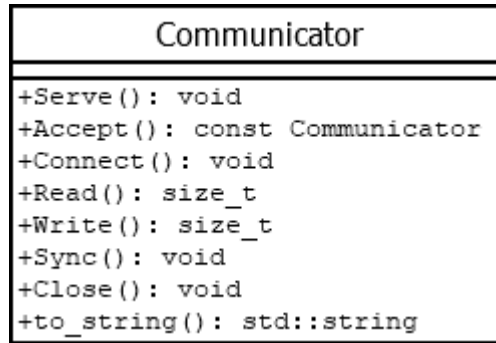 Communicator
+Serve(): void
+Accept(): const Communicator
+Connect(): void
+Read(): size_t
+Write(): size_t
+Sync(): void
+Close(): void
+to_string(): std::string